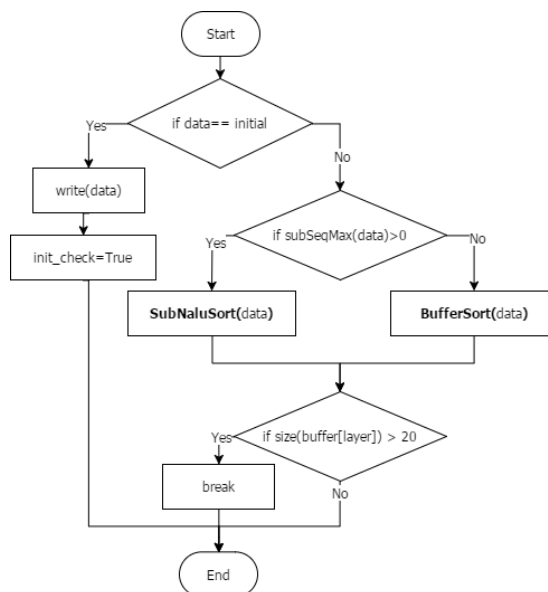 Start
if data== initial
Yes
No
write(data)
init_check=True
if subSeqMax(data)>0
Yes
No
SubNaluSort(data)
BufferSort(data)
if size(buffer[layer]) > 20
Yes
No
break
End